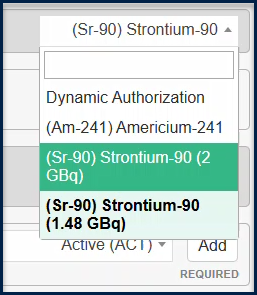 (Sr-90) Strontium-90
Dynamic Authorization
(Am-241) Americium-241
(Sr-90) Strontium-90 (2
GBq)
(Sr-90) Strontium-90
(1.48 GBq)
Active (ACT)
Add
REQUIRED